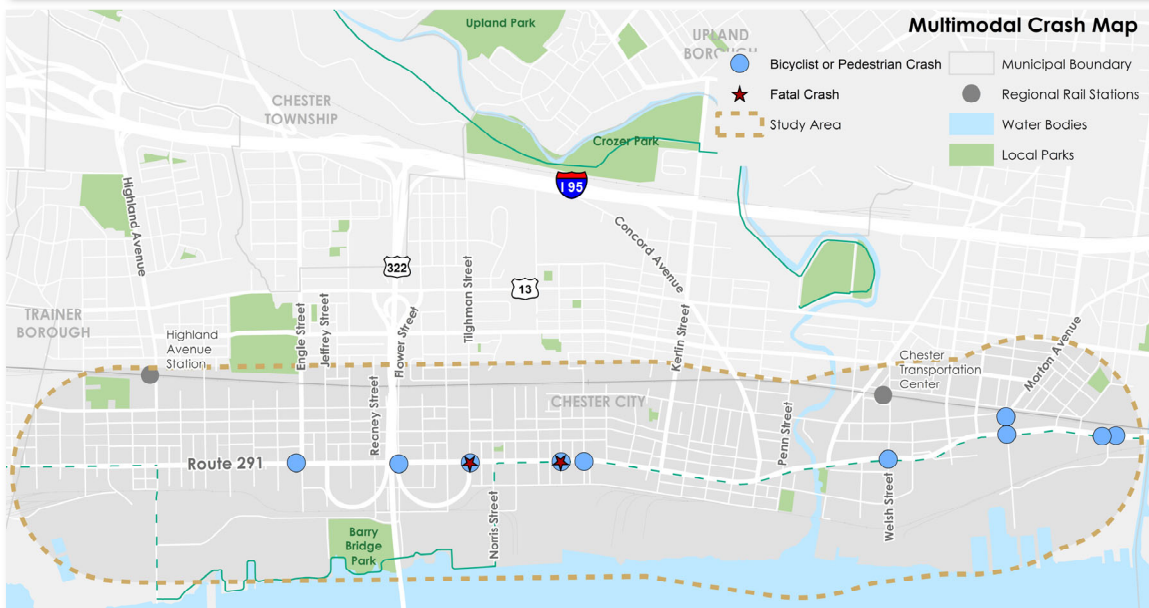 Multimodal Crash Map
Bicyclist or Pedestrian Crash
Fatal Crash
Study Area
Municipal Boundary
Regional Rail Stations
Water Bodies
Local Parks
Upland Park
UPLAND
BOROUGH
CHESTER
TOWNSHIP
Crozer Park
I 95
Highland Avenue
Concord Avenue
322
13
TRAINER
BOROUGH
Highland
Avenue
Station
Engle Street
Jeffrey Street
Flower Street
Tilghman Street
Kerlin Street
Chester
Transportation
Center
Morton Avenue
Reaney Street
CHESTER CITY
Penn Street
Route 291
Norris Street
Welsh Street
Barry
Bridge
Park